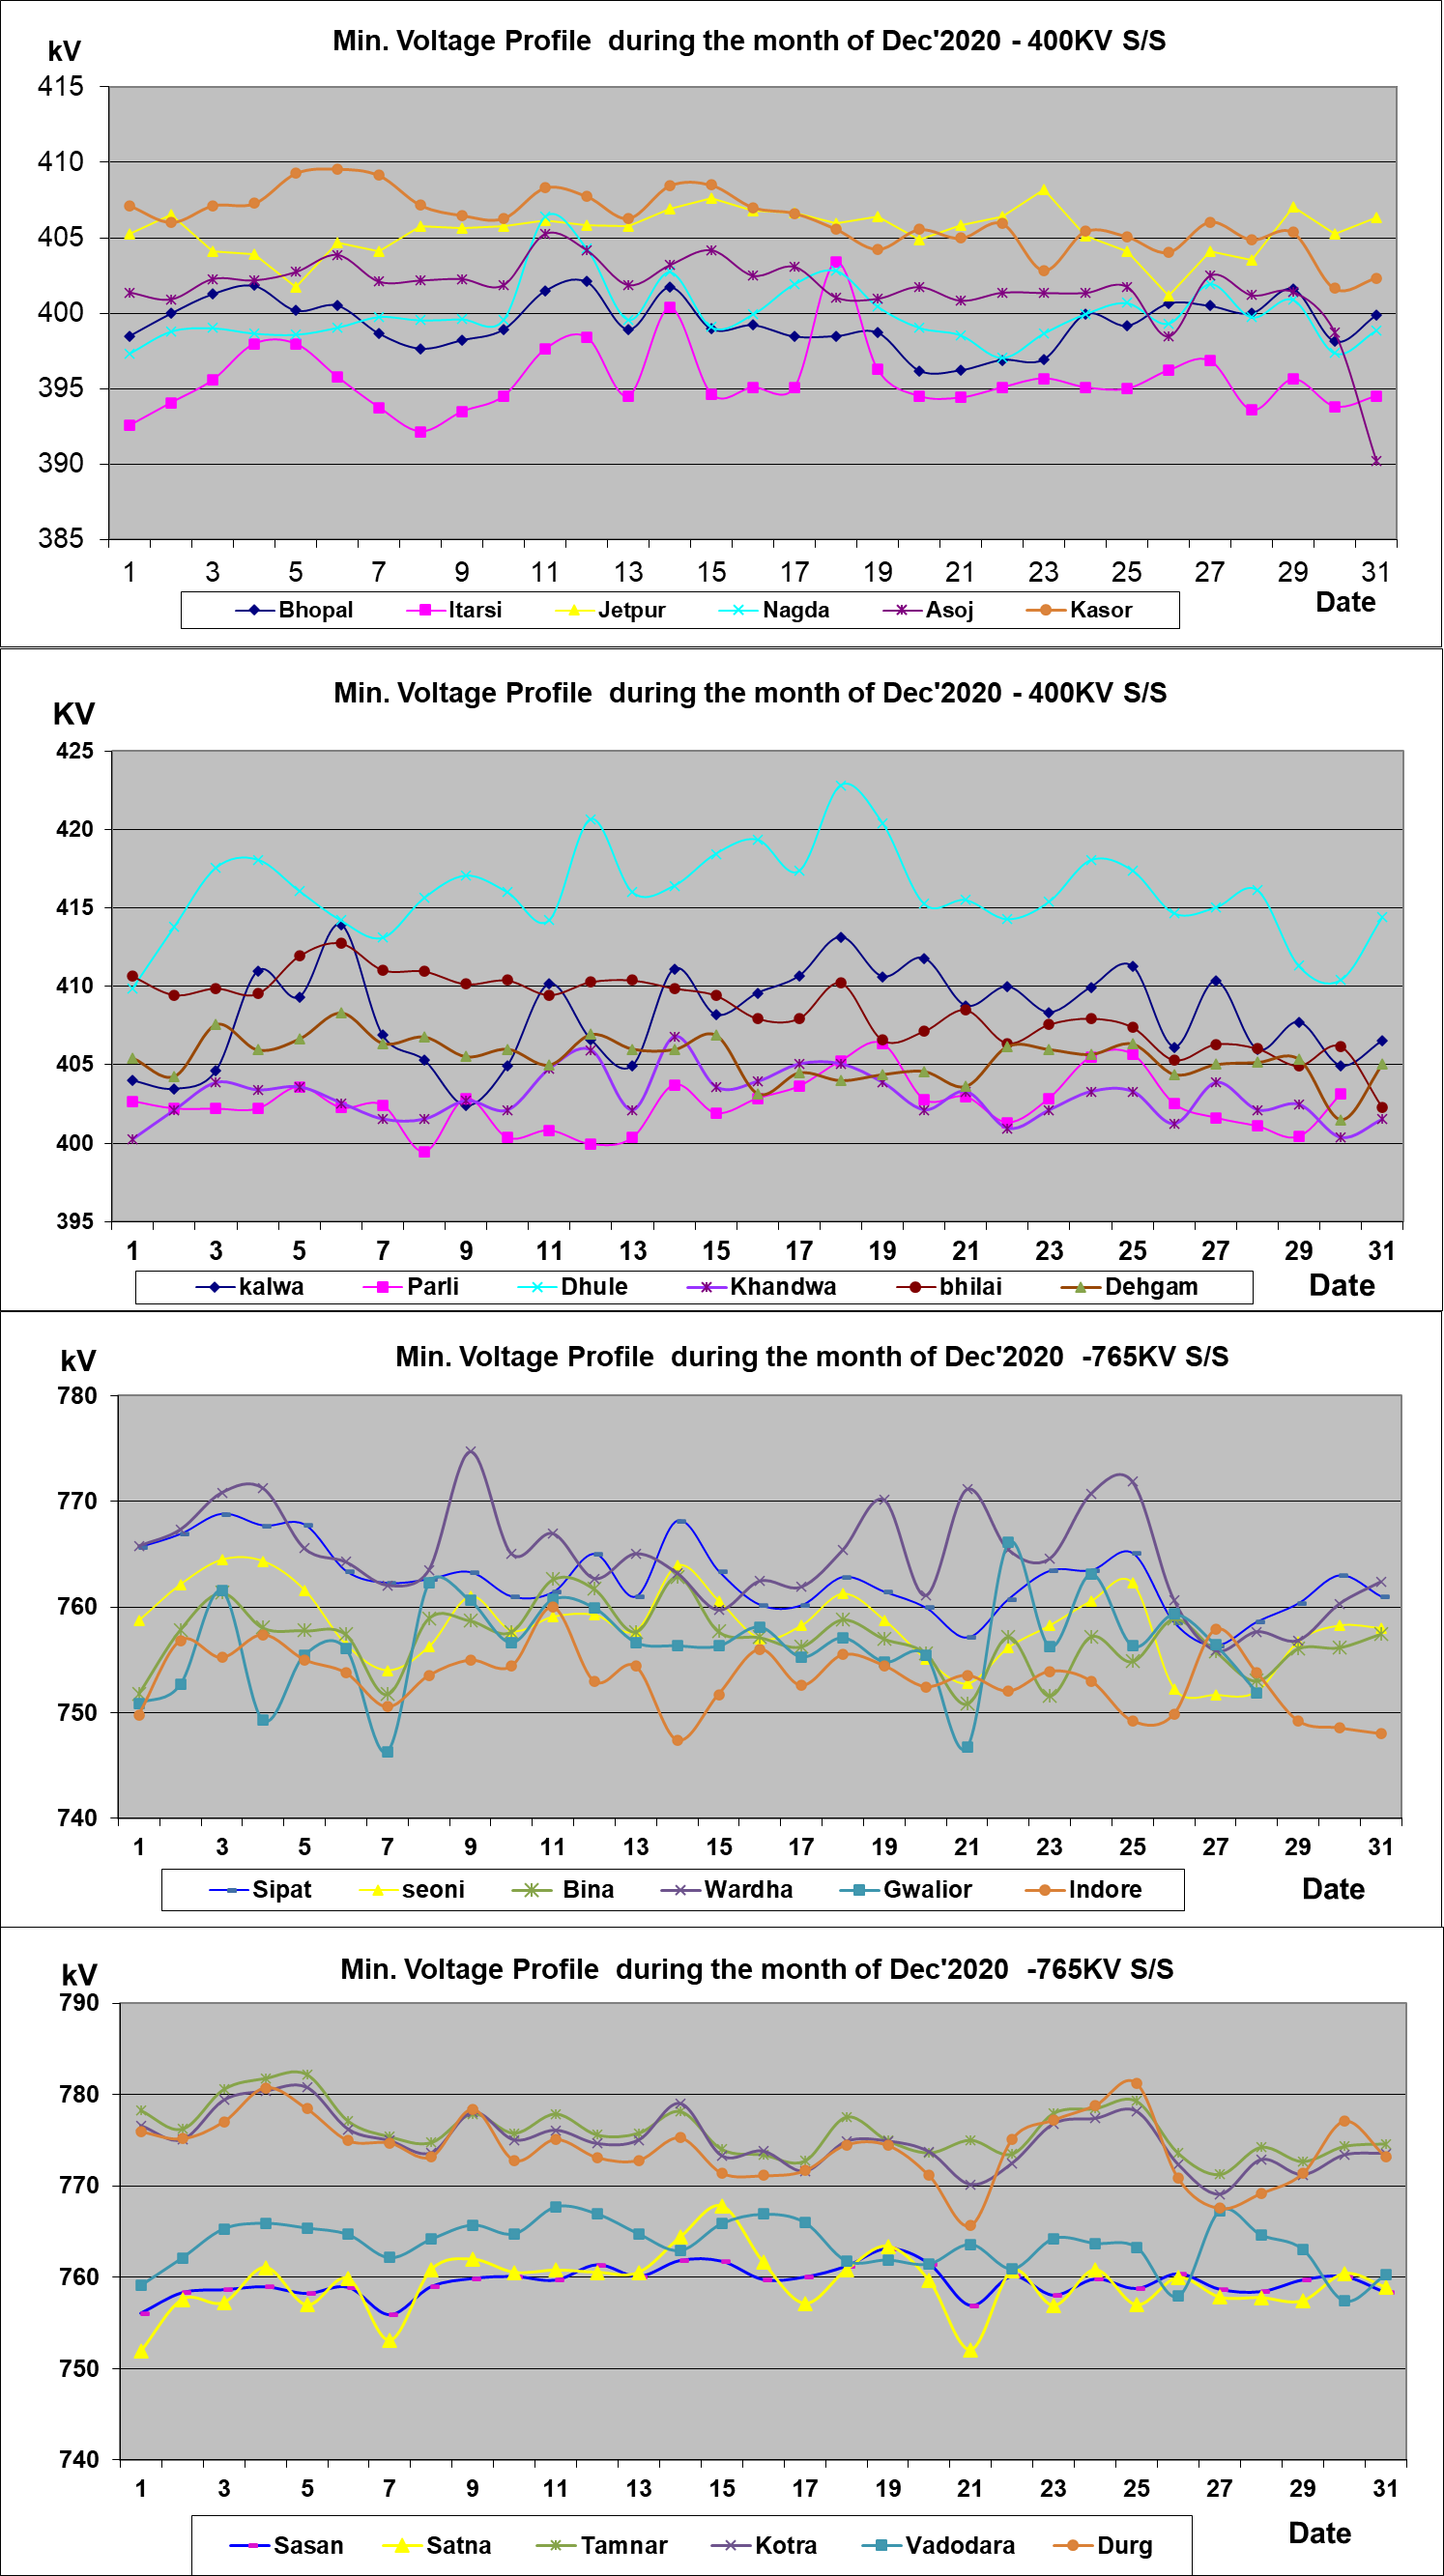 Min. Voltage Profile  during the month of Dec'2020 - 400KV S/S
kV
415
410
405
400
395
390
385
1 3 5 7 9 11 13 15 17 19 21 23 25 27 29 31
Bhopal Itarsi Jetpur Nagda Asoj Kasor
Date
Min. Voltage Profile  during the month of Dec'2020 - 400KV S/S
KV
425
420
415
410
405
400
395
1 3 5 7 9 11 13 15 17 19 21 23 25 27 29 31
kalwa Parli Dhule Khandwa bhilai Dehgam
Date
Min. Voltage Profile  during the month of Dec'2020  -765KV S/S
kV
780
770
760
750
740
1 3 5 7 9 11 13 15 17 19 21 23 25 27 29 31
Sipat seoni Bina Wardha Gwalior Indore
Date
Min. Voltage Profile  during the month of Dec'2020  -765KV S/S
kV
790
780
770
760
750
740
1 3 5 7 9 11 13 15 17 19 21 23 25 27 29 31
Sasan Satna Tamnar Kotra Vadodara Durg
Date